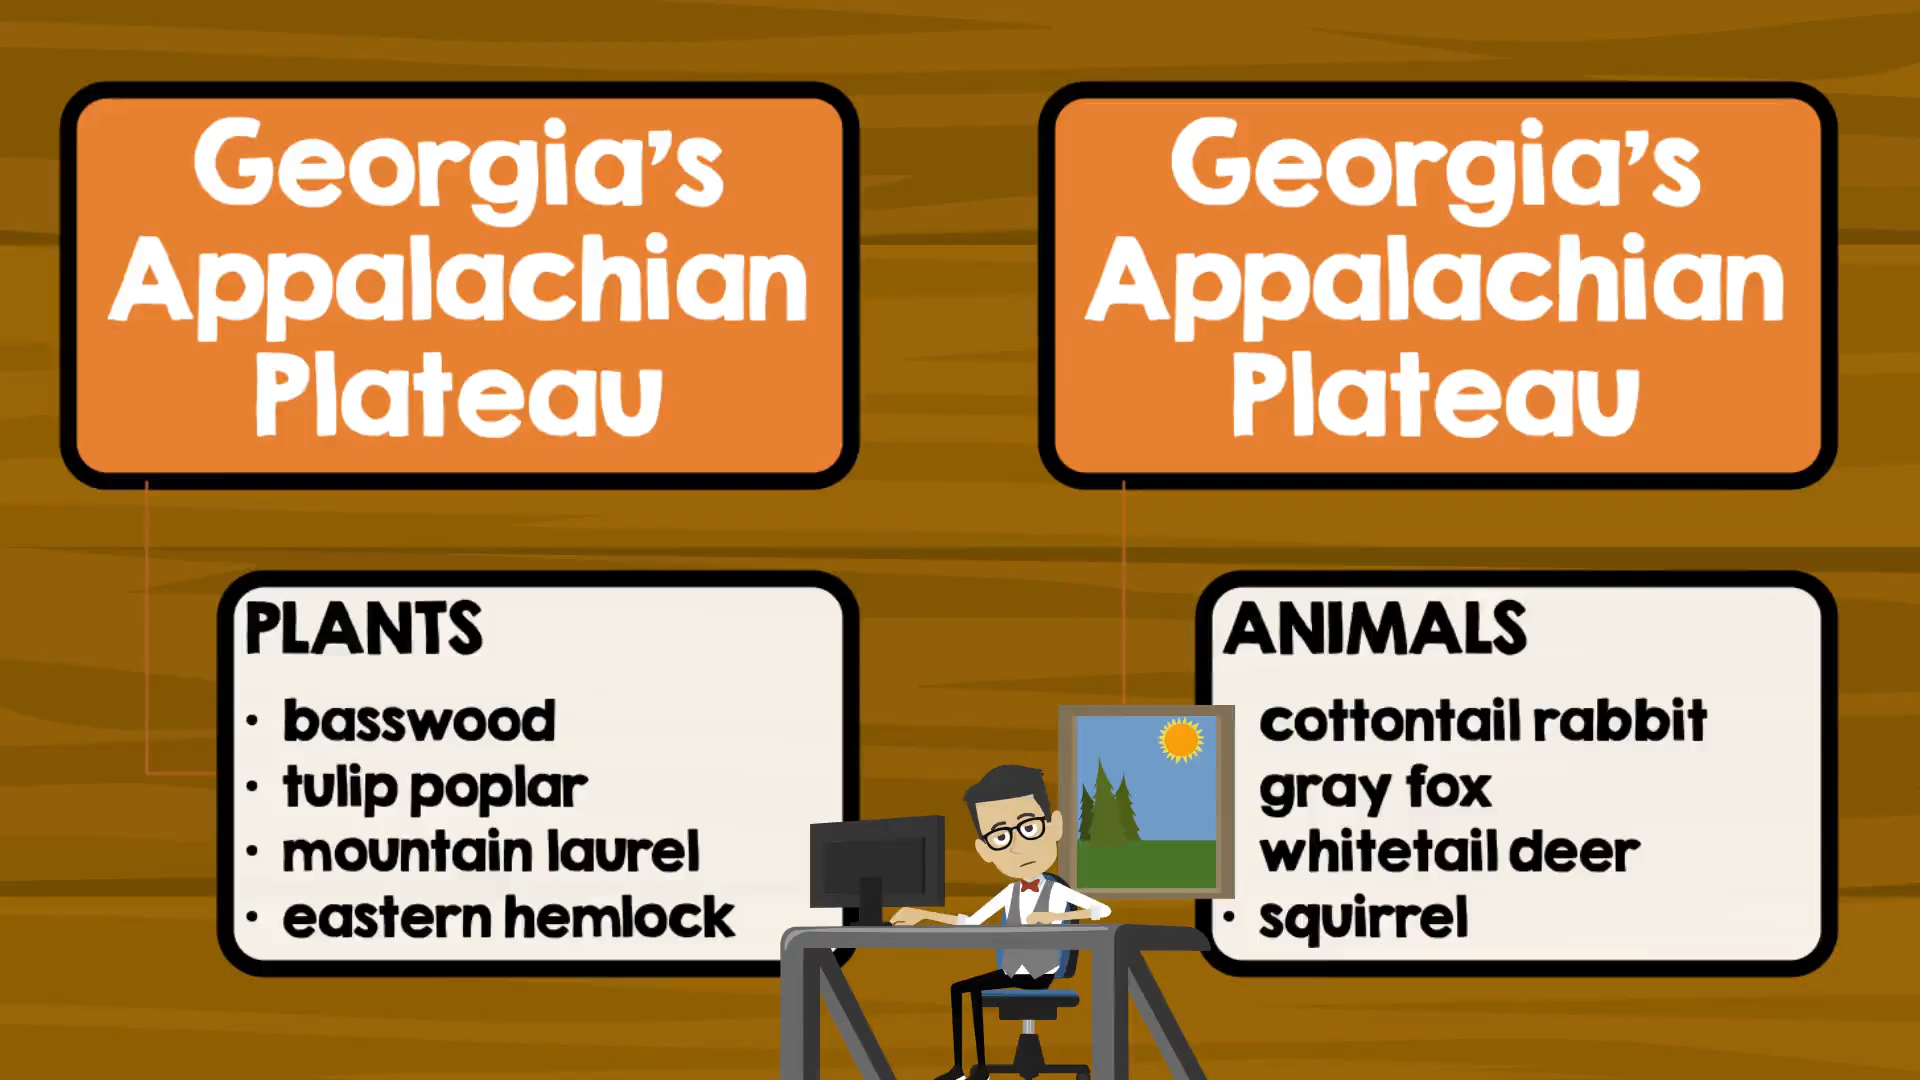 Georgia’s
Appalachian
Plateau
PLANTS
• basswood
• tulip poplar
• mountain laurel
• eastern hemlock
Georgia’s
Appalachian
Plateau
ANIMALS
cottontail rabbit
gray fox
whitetail deer
• squirrel